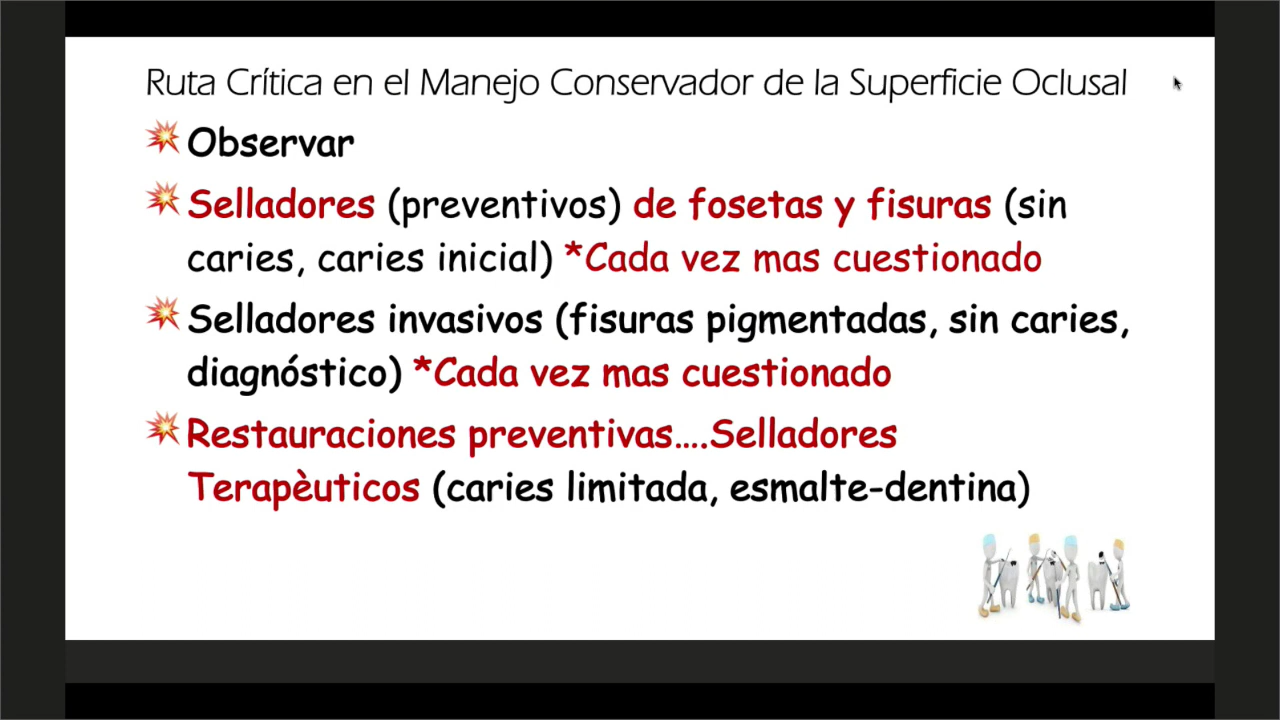 Ruta Crítica en el Manejo Conservador de la Superficie Oclusal
Observar
Selladores (preventivos) de fosetas y fisuras (sin
caries, caries inicial) *Cada vez mas cuestionado
Selladores invasivos (fisuras pigmentadas, sin caries,
diagnóstico) *Cada vez mas cuestionado
Restauraciones preventivas….Selladores
Terapèuticos (caries limitada, esmalte-dentina)